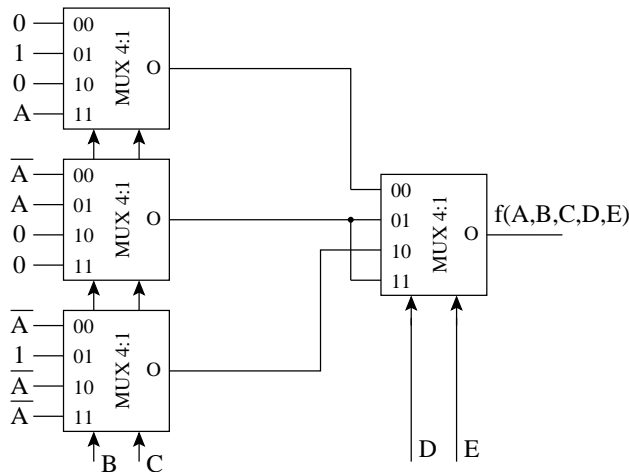 0 00
1 01
0 10
A 11
MUX 4:1
O
A̅ 00
A 01
0 10
0 11
MUX 4:1
O
A̅ 00
1 01
A̅ 10
A̅ 11
MUX 4:1
O
B C
00
01
10
11
MUX 4:1
O
f(A,B,C,D,E)
D E